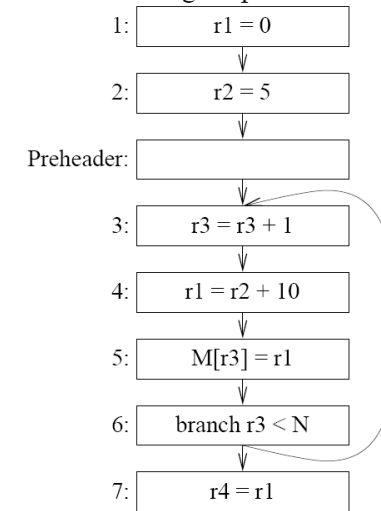 1: r1 = 0
2: r2 = 5
Preheader:
3: r3 = r3 + 1
4: r1 = r2 + 10
5: M[r3] = r1
6: branch r3 < N
7: r4 = r1